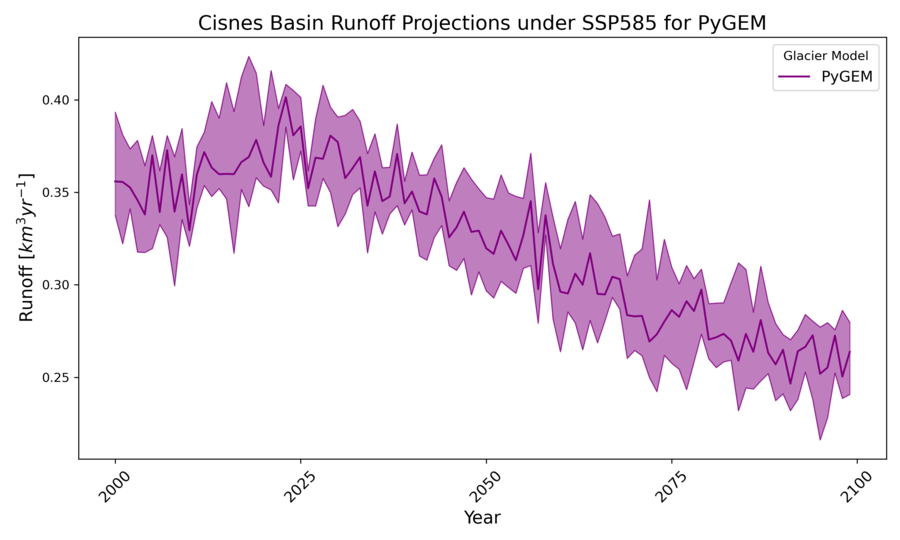 Cisnes Basin Runoff Projections under SSP585 for PyGEM
Glacier Model
PyGEM
Runoff [km³yr⁻¹]
0.40
0.35
0.30
0.25
2000
2025
2050
2075
2100
Year